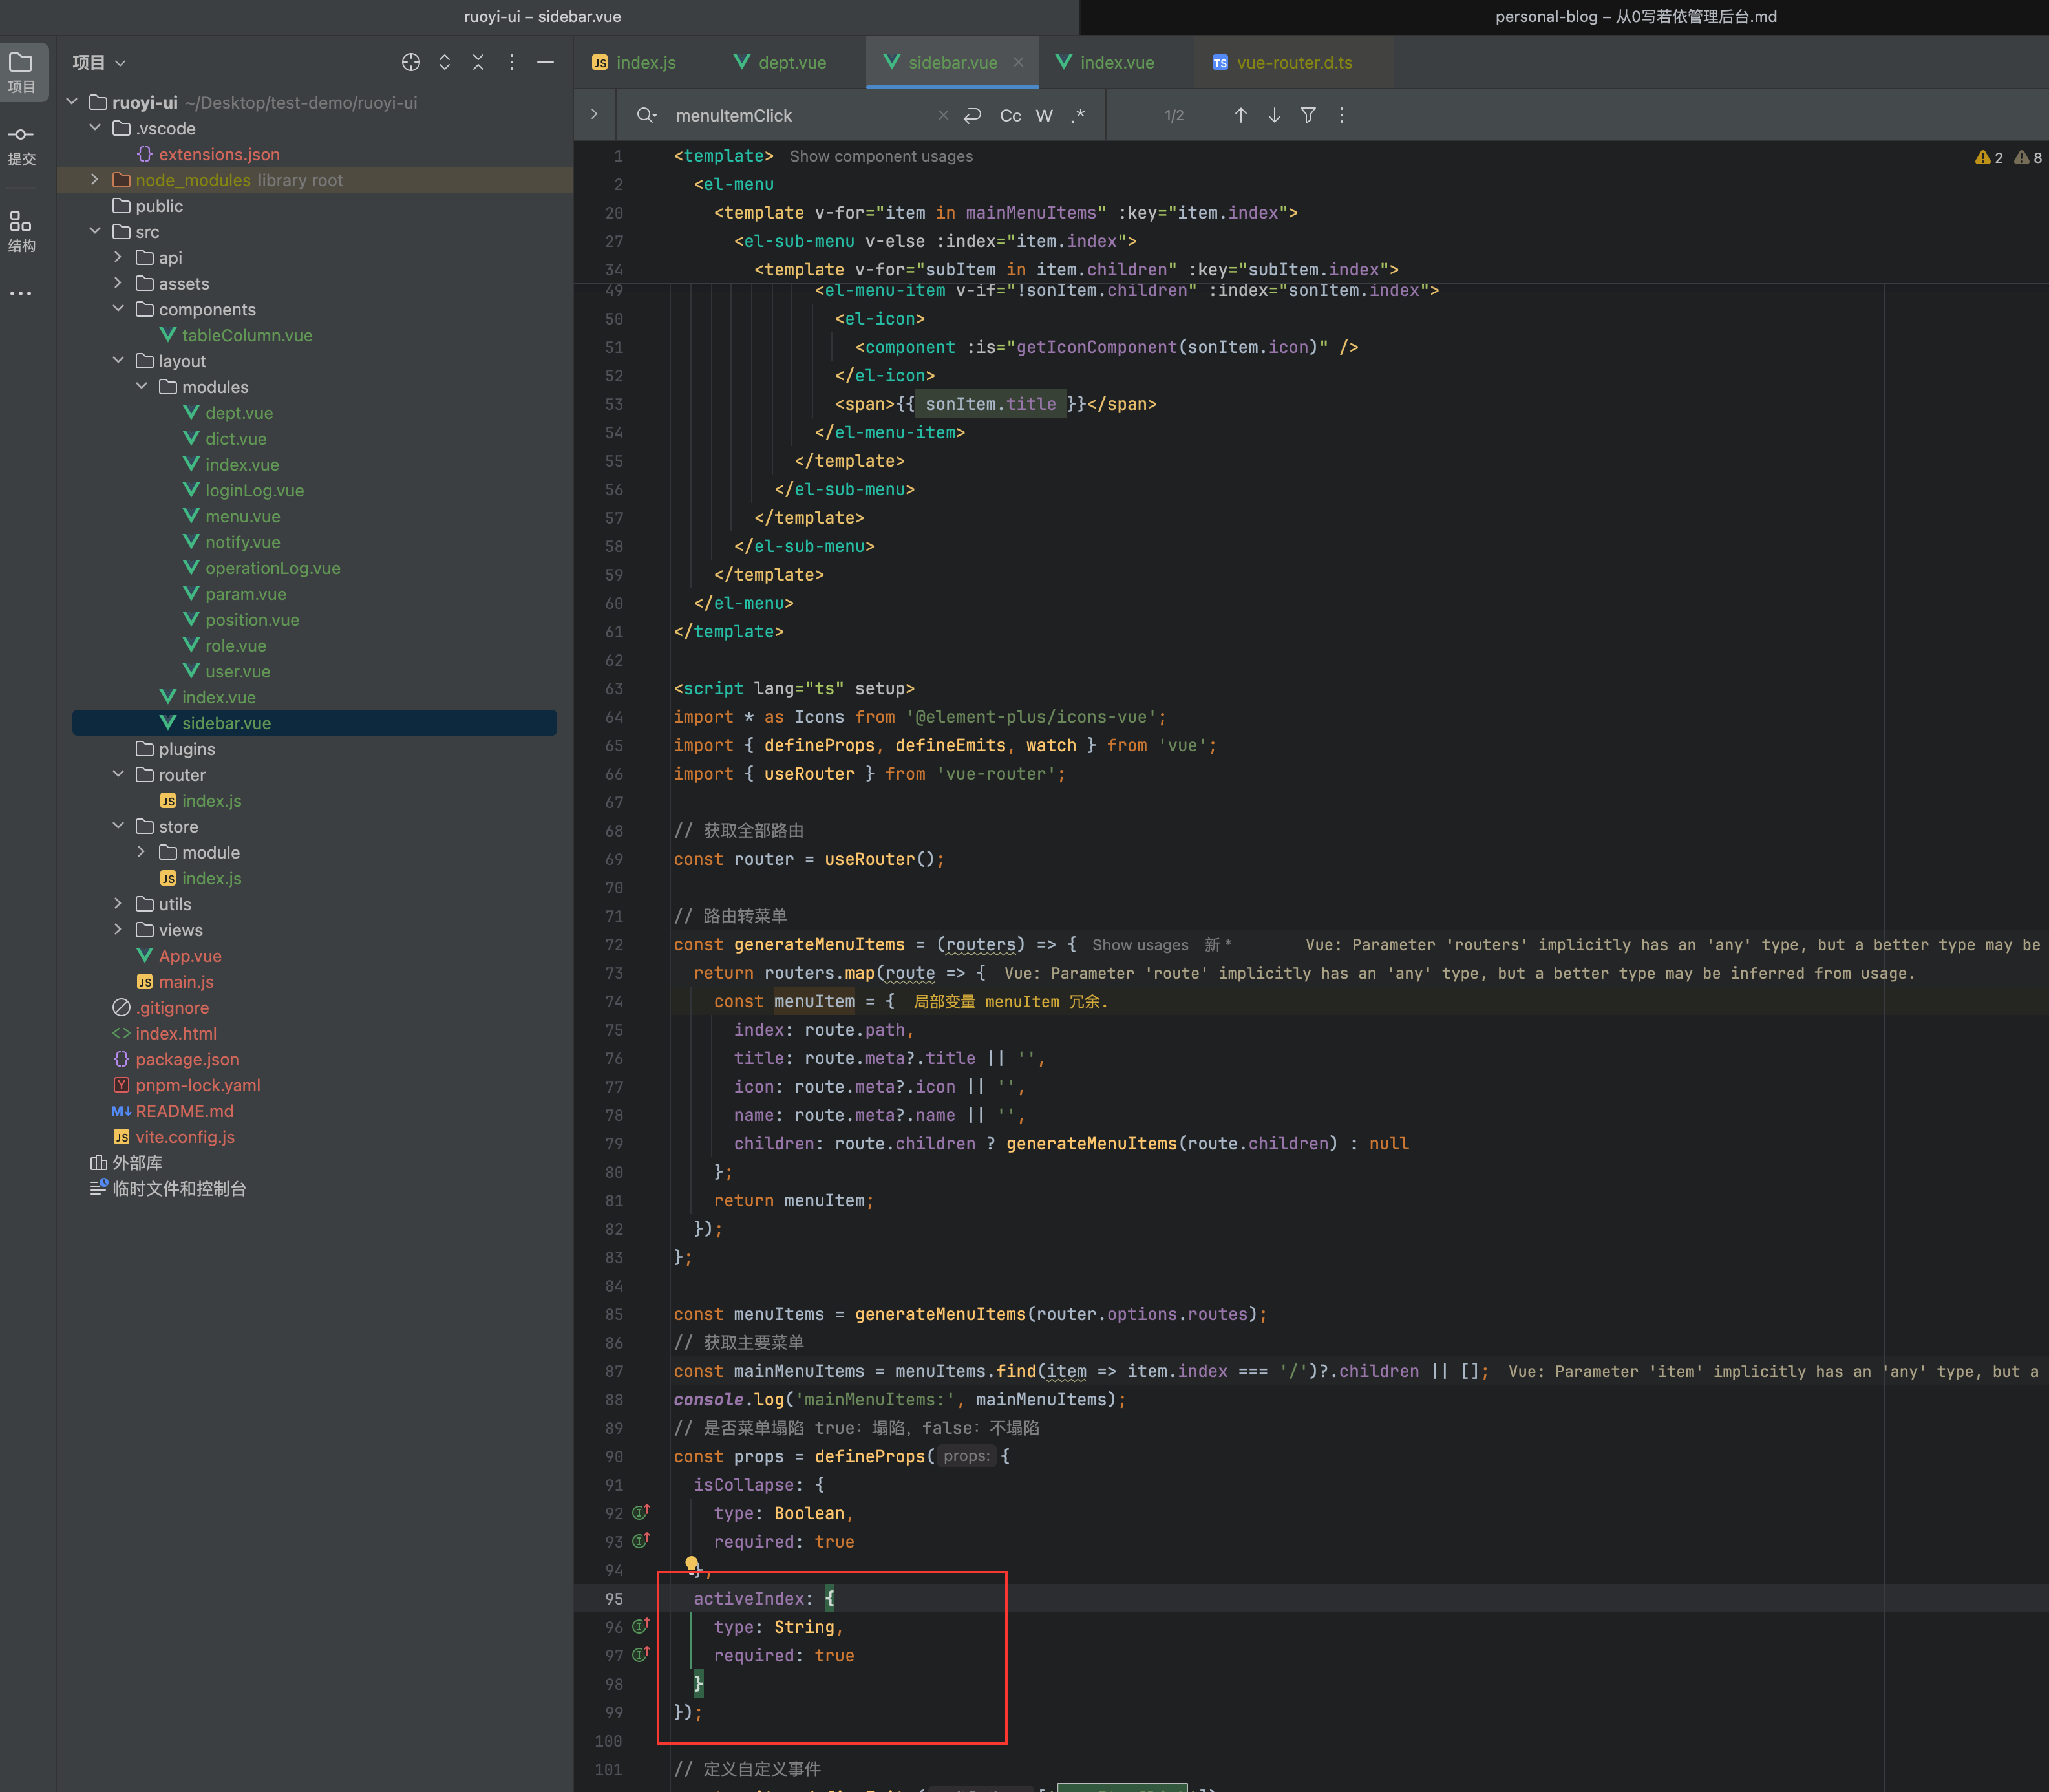 ruoyi-ui – sidebar.vue
personal-blog – 从0写若依管理后台.md
项目
提交
结构
项目
ruoyi-ui ~/Desktop/test-demo/ruoyi-ui
.vscode
extensions.json
node_modules library root
public
src
api
assets
components
tableColumn.vue
layout
modules
dept.vue
dict.vue
index.vue
loginLog.vue
menu.vue
notify.vue
operationLog.vue
param.vue
position.vue
role.vue
user.vue
index.vue
sidebar.vue
plugins
router
index.js
store
module
index.js
utils
views
App.vue
main.js
.gitignore
index.html
package.json
pnpm-lock.yaml
README.md
vite.config.js
外部库
临时文件和控制台
index.js
dept.vue
sidebar.vue
index.vue
vue-router.d.ts
menuItemClick
Cc W .*
1/2
2 8
1 <template> Show component usages
2 <el-menu
20 <template v-for="item in mainMenuItems" :key="item.index">
27 <el-sub-menu v-else :index="item.index">
34 <template v-for="subItem in item.children" :key="subItem.index">
49 <el-menu-item v-if="!sonItem.children" :index="sonItem.index">
50 <el-icon>
51 <component :is="getIconComponent(sonItem.icon)" />
52 </el-icon>
53 <span>{{ sonItem.title }}</span>
54 </el-menu-item>
55 </template>
56 </el-sub-menu>
57 </template>
58 </el-sub-menu>
59 </template>
60 </el-menu>
61 </template>
62
63 <script lang="ts" setup>
64 import * as Icons from '@element-plus/icons-vue';
65 import { defineProps, defineEmits, watch } from 'vue';
66 import { useRouter } from 'vue-router';
67
68 // 获取全部路由
69 const router = useRouter();
70
71 // 路由转菜单
72 const generateMenuItems = (routers) => { Show usages 新 * Vue: Parameter 'routers' implicitly has an 'any' type, but a better type may be
73 return routers.map(route => { Vue: Parameter 'route' implicitly has an 'any' type, but a better type may be inferred from usage.
74 const menuItem = { 局部变量 menuItem 冗余.
75 index: route.path,
76 title: route.meta?.title || '',
77 icon: route.meta?.icon || '',
78 name: route.meta?.name || '',
79 children: route.children ? generateMenuItems(route.children) : null
80 };
81 return menuItem;
82 });
83 };
84
85 const menuItems = generateMenuItems(router.options.routes);
86 // 获取主要菜单
87 const mainMenuItems = menuItems.find(item => item.index === '/')?.children || []; Vue: Parameter 'item' implicitly has an 'any' type, but a
88 console.log('mainMenuItems:', mainMenuItems);
89 // 是否菜单塌陷 true：塌陷，false：不塌陷
90 const props = defineProps( props: {
91 isCollapse: {
92 type: Boolean,
93 required: true
94 },
95 activeIndex: {
96 type: String,
97 required: true
98 }
99 });
100
101 // 定义自定义事件